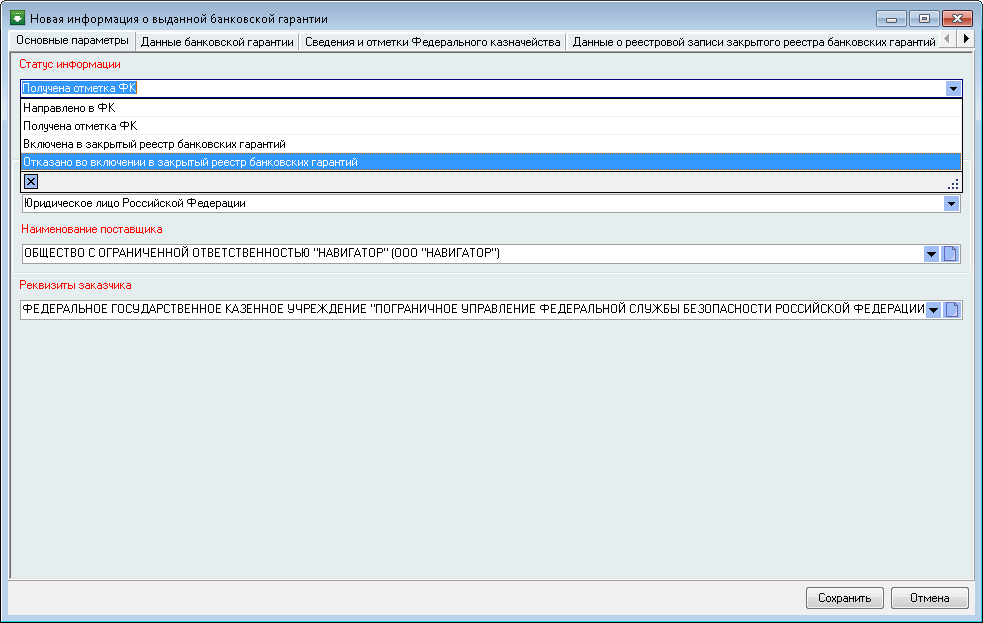 Новая информация о выданной банковской гарантии
Основные параметры
Данные банковской гарантии
Сведения и отметки Федерального казначейства
Данные о реестровой записи закрытого реестра банковских гарантий
Статус информации
Получена отметка ФК
Направлено в ФК
Получена отметка ФК
Включена в закрытый реестр банковских гарантий
Отказано во включении в закрытый реестр банковских гарантий
Юридическое лицо Российской Федерации
Наименование поставщика
ОБЩЕСТВО С ОГРАНИЧЕННОЙ ОТВЕТСТВЕННОСТЬЮ "НАВИГАТОР" (ООО "НАВИГАТОР")
Реквизиты заказчика
ФЕДЕРАЛЬНОЕ ГОСУДАРСТВЕННОЕ КАЗЕННОЕ УЧРЕЖДЕНИЕ "ПОГРАНИЧНОЕ УПРАВЛЕНИЕ ФЕДЕРАЛЬНОЙ СЛУЖБЫ БЕЗОПАСНОСТИ РОССИЙСКОЙ ФЕДЕРАЦИИ
Сохранить
Отмена